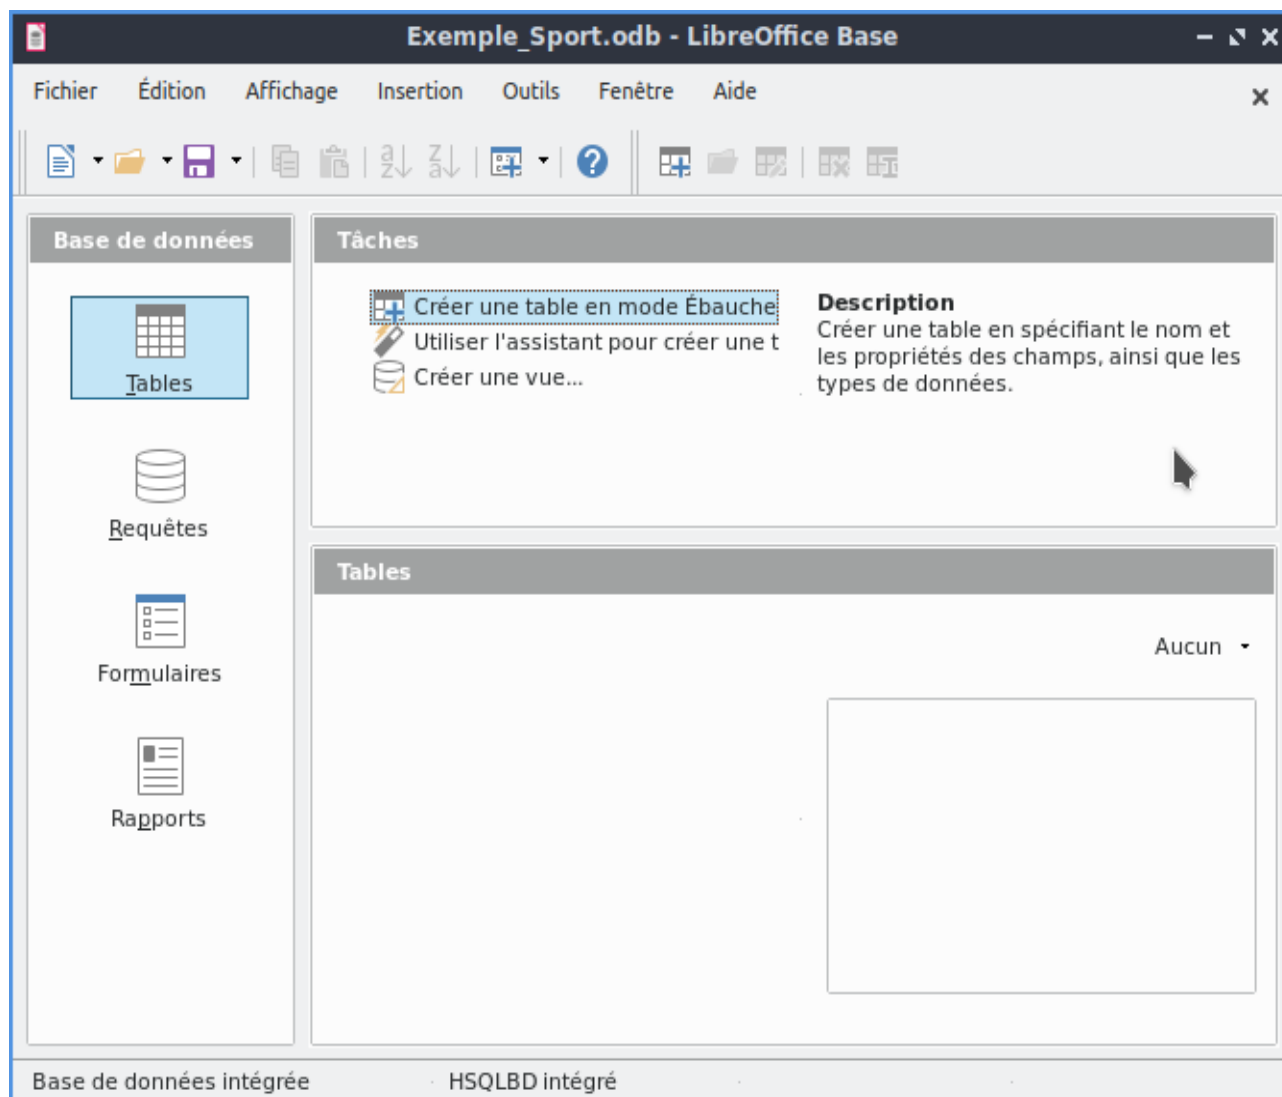 Exemple_Sport.odb - LibreOffice Base
Fichier Édition Affichage Insertion Outils Fenêtre Aide
Base de données
Tables
Requêtes
Formulaires
Rapports
Tâches
Créer une table en mode Ébauche
Utiliser l'assistant pour créer une t
Créer une vue...
Description
Créer une table en spécifiant le nom et
les propriétés des champs, ainsi que les
types de données.
Tables
Aucun
Base de données intégrée HSQLBD intégré